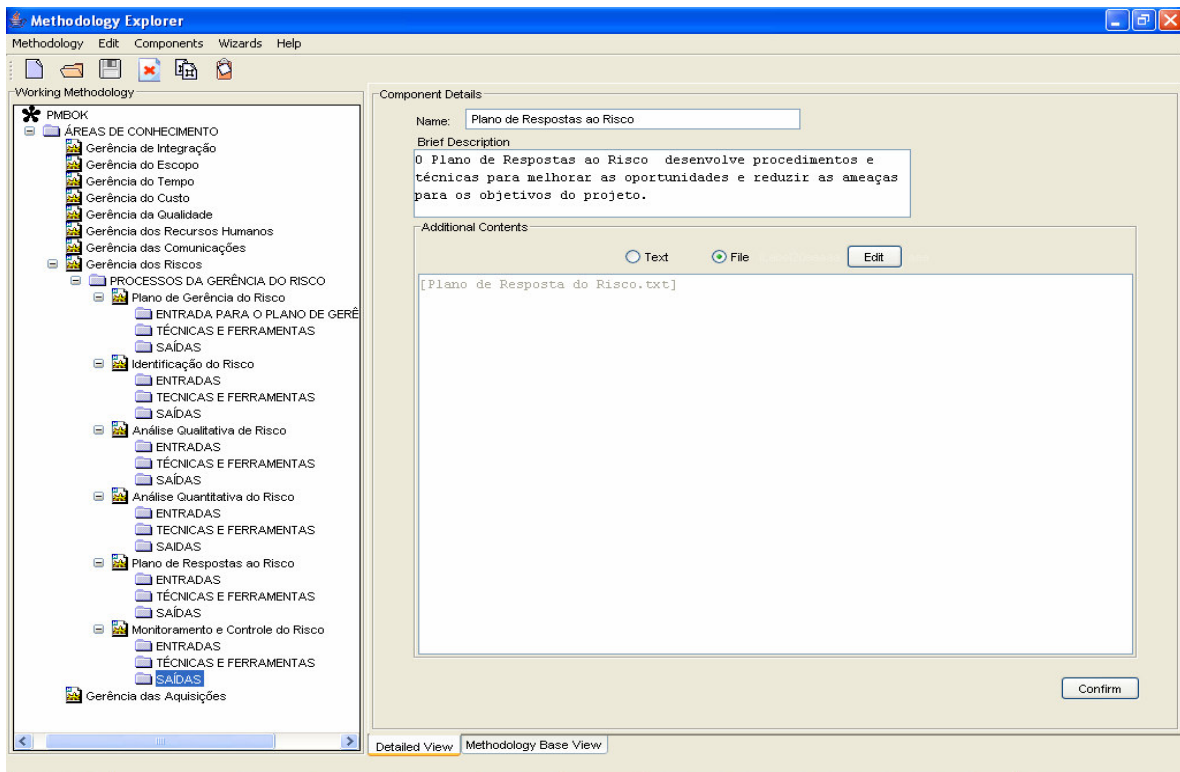 Methodology Explorer
Methodology Edit Components Wizards Help
Working Methodology
PMBOK
ÁREAS DE CONHECIMENTO
Gerência de Integração
Gerência do Escopo
Gerência do Tempo
Gerência do Custo
Gerência da Qualidade
Gerência dos Recursos Humanos
Gerência das Comunicações
Gerência dos Riscos
PROCESSOS DA GERÊNCIA DO RISCO
Plano de Gerência do Risco
ENTRADA PARA O PLANO DE GERÊ
TÉCNICAS E FERRAMENTAS
SAÍDAS
Identificação do Risco
ENTRADAS
TECNICAS E FERRAMENTAS
SAÍDAS
Análise Qualitativa de Risco
ENTRADAS
TÉCNICAS E FERRAMENTAS
SAÍDAS
Análise Quantitativa do Risco
ENTRADAS
TECNICAS E FERRAMENTAS
SAIDAS
Plano de Respostas ao Risco
ENTRADAS
TÉCNICAS E FERRAMENTAS
SAÍDAS
Monitoramento e Controle do Risco
ENTRADAS
TÉCNICAS E FERRAMENTAS
SAÍDAS
Gerência das Aquisições
Component Details
Name: Plano de Respostas ao Risco
Brief Description
O Plano de Respostas ao Risco desenvolve procedimentos e
técnicas para melhorar as oportunidades e reduzir as ameaças
para os objetivos do projeto.
Additional Contents
Text File Edit
[Plano de Resposta do Risco.txt]
Confirm
Detailed View Methodology Base View